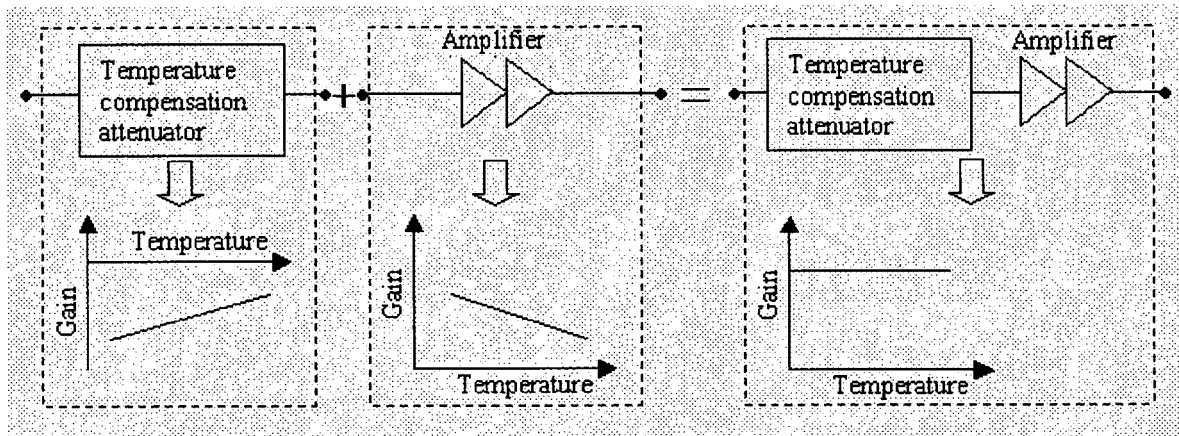 Temperature
compensation
attenuator
Temperature
Gain
+
Amplifier
Gain
Temperature
=
Temperature
compensation
attenuator
Amplifier
Gain
Temperature